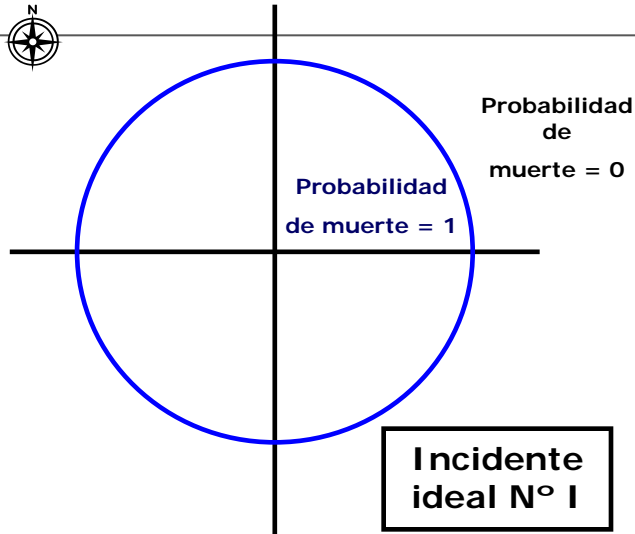 N
Probabilidad
de
muerte = 0
Probabilidad
de muerte = 1
Incidente
ideal Nº I